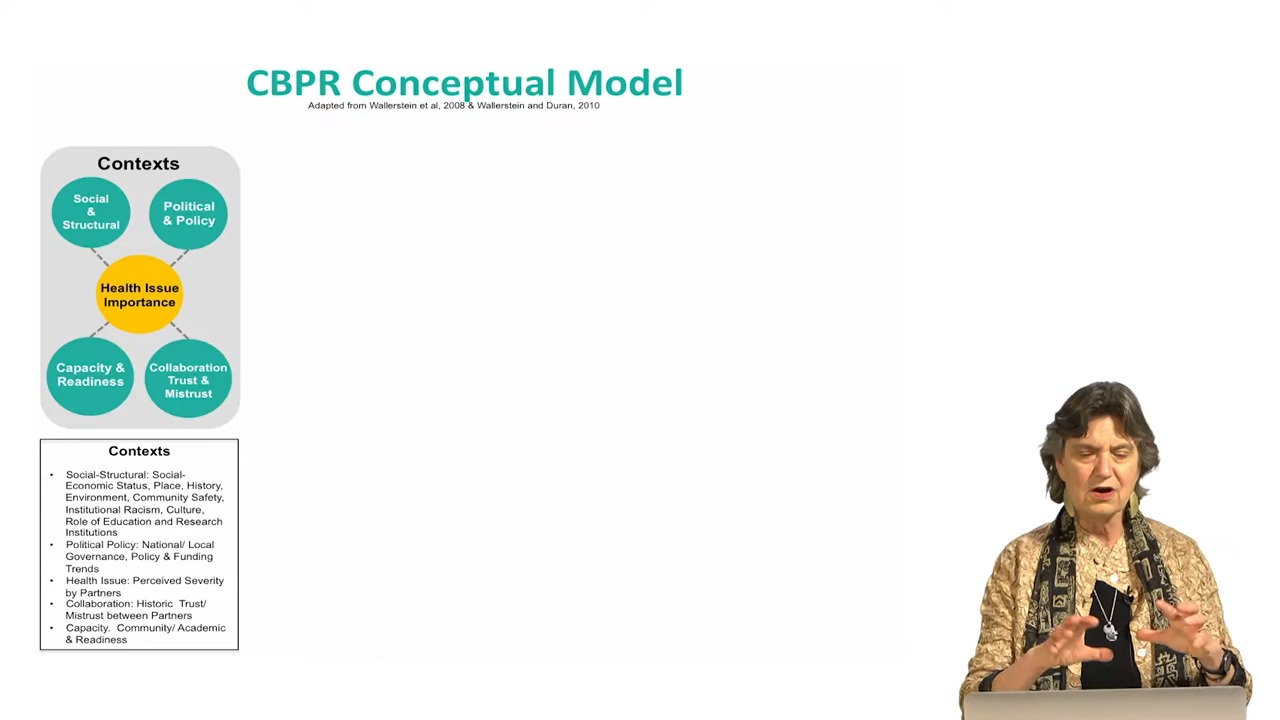 CBPR Conceptual Model
Adapted from Wallerstein et al, 2008 & Wallerstein and Duran, 2010
Contexts
Social
&
Structural
Political
& Policy
Health Issue
Importance
Capacity &
Readiness
Collaboration
Trust &
Mistrust
Contexts
• Social-Structural: Social-
Economic Status, Place, History,
Environment, Community Safety,
Institutional Racism, Culture,
Role of Education and Research
Institutions
• Political Policy: National/ Local
Governance, Policy & Funding
Trends
• Health Issue: Perceived Severity
by Partners
• Collaboration: Historic Trust/
Mistrust between Partners
• Capacity. Community/ Academic
& Readiness